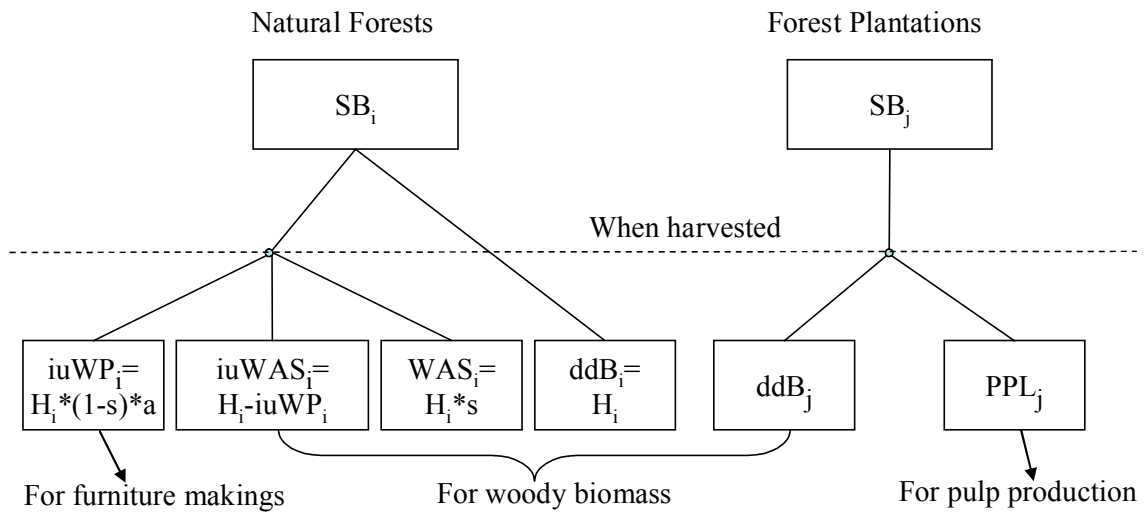 Natural Forests
Forest Plantations
SBi
SBj
When harvested
iuWPi=
Hi*(1-s)*a
iuWASi=
Hi-iuWPi
WASi=
Hi*s
ddBi=
Hi
ddBj
PPLj
For furniture makings
For woody biomass
For pulp production